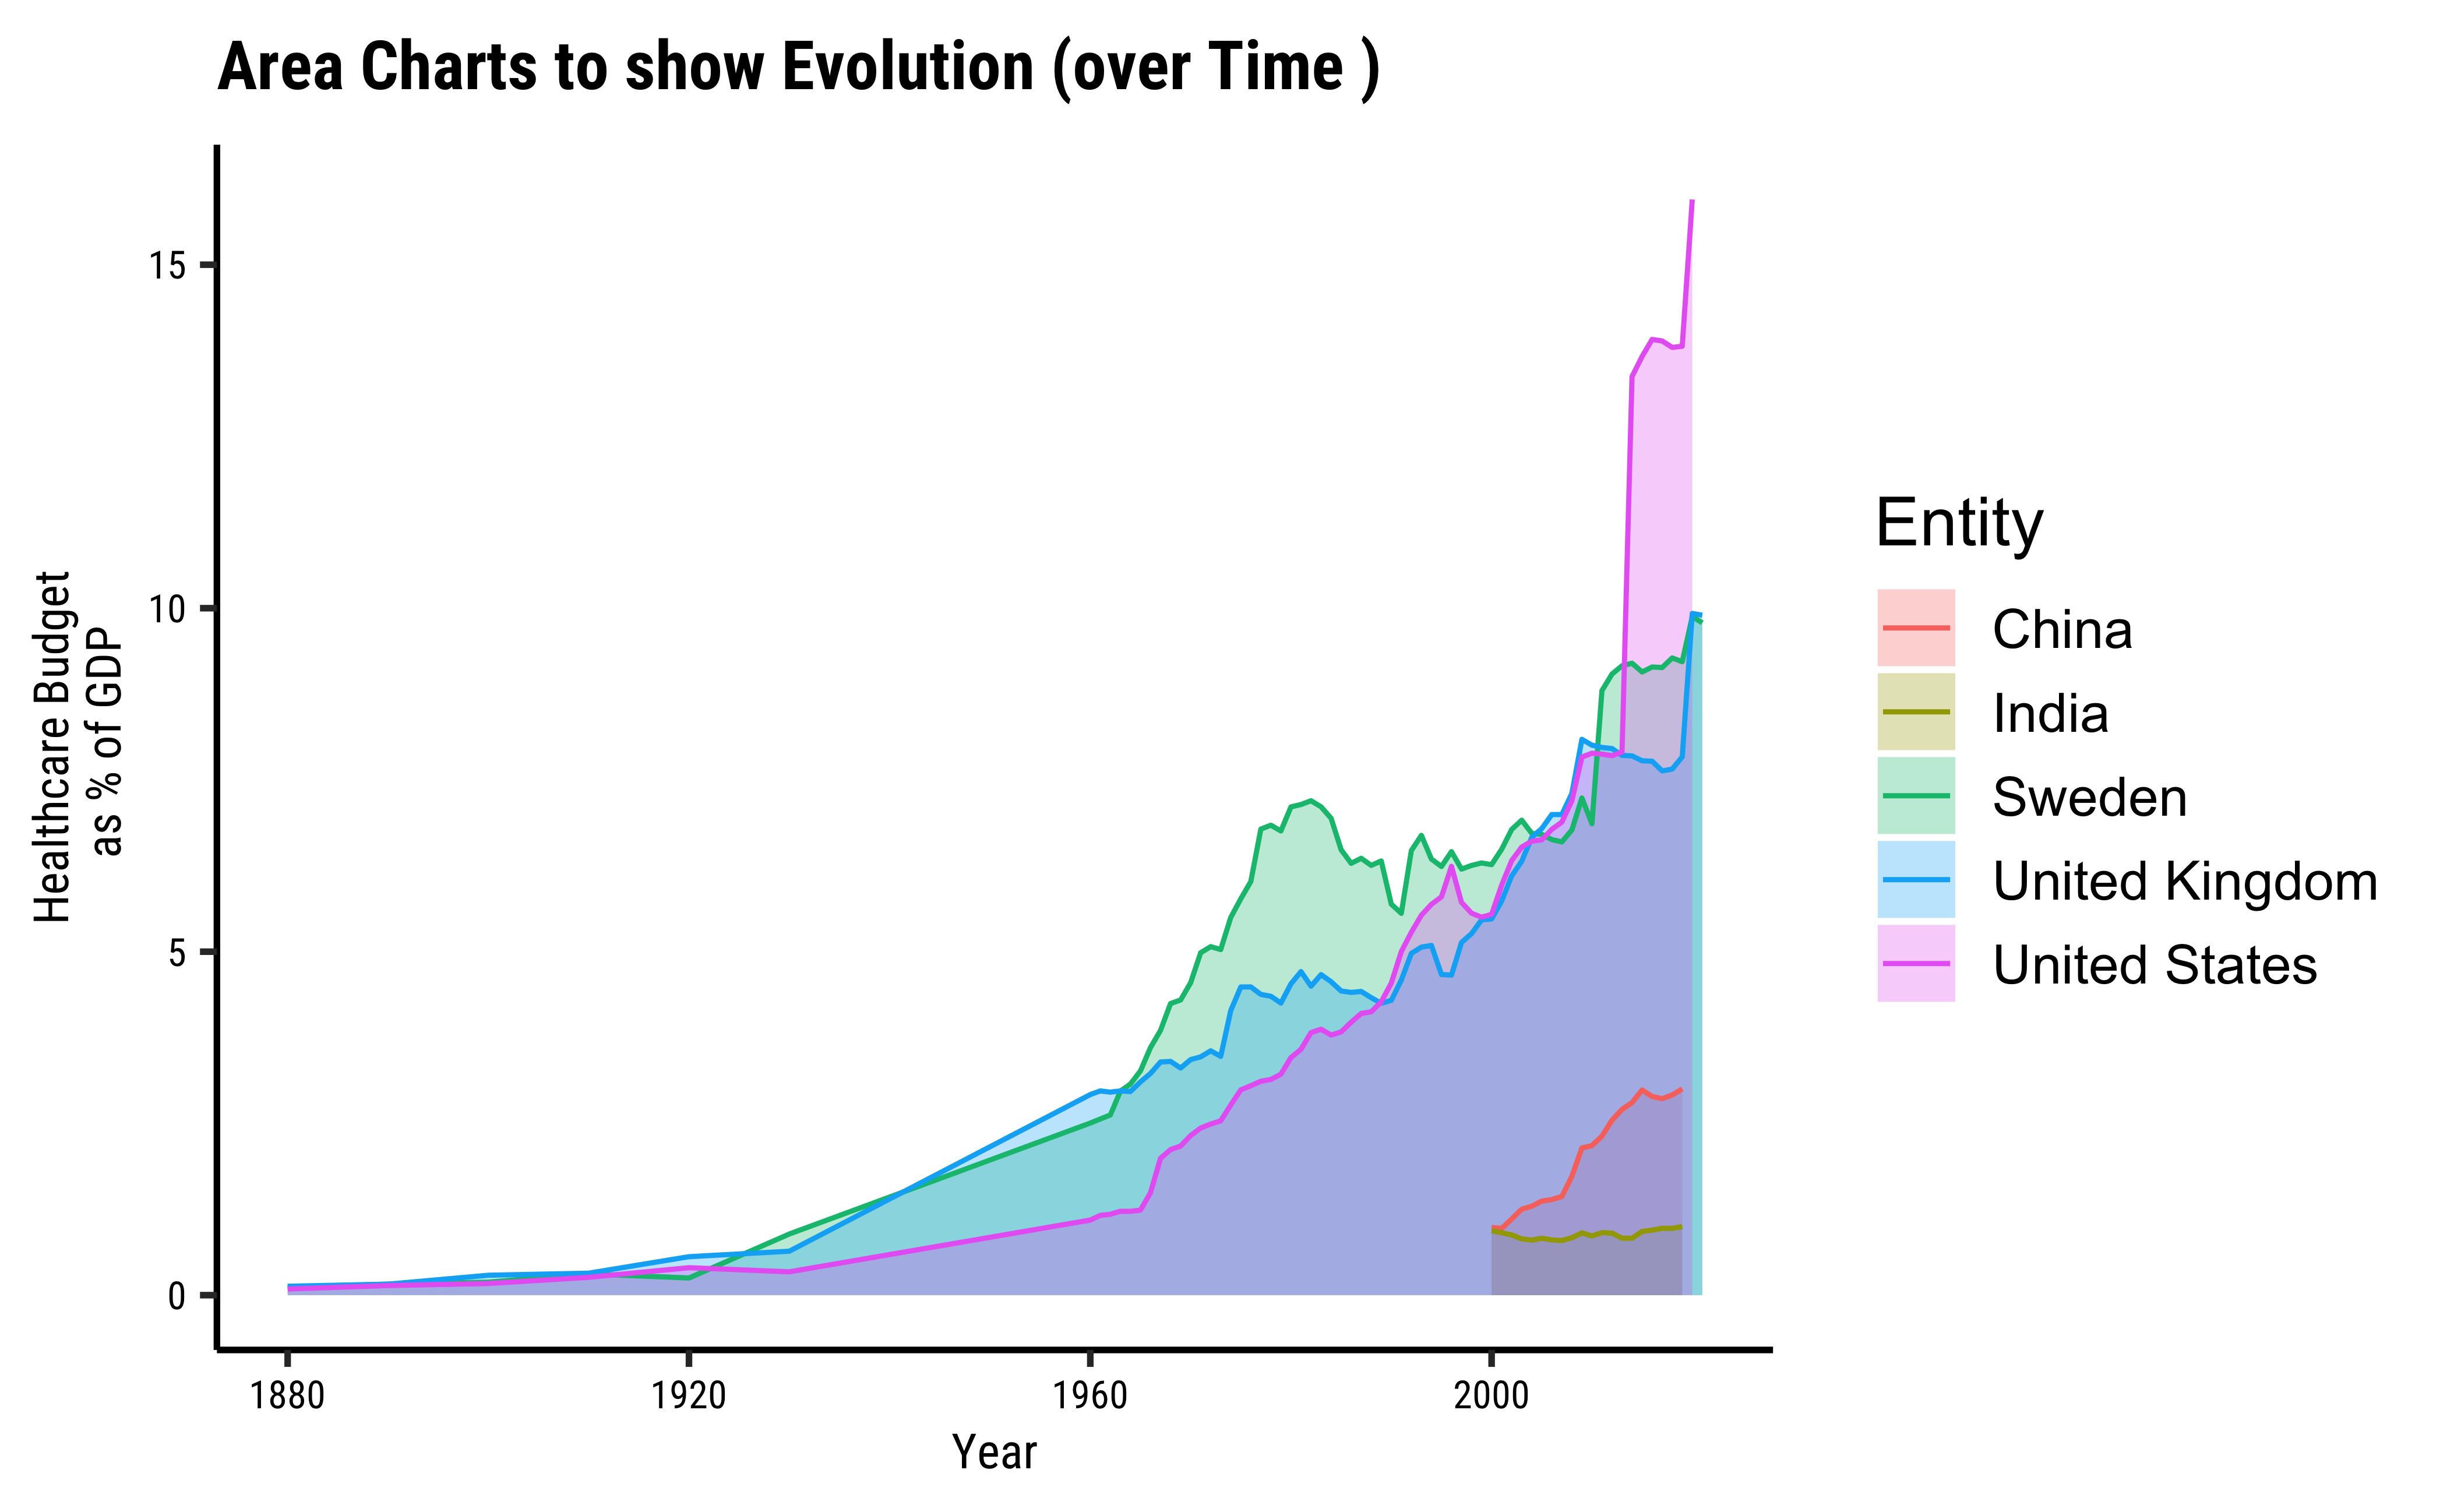 Area Charts to show Evolution (over Time )
Healthcare Budget
as % of GDP
15
10
5
0
1880
1920
1960
2000
Year
Entity
China
India
Sweden
United Kingdom
United States